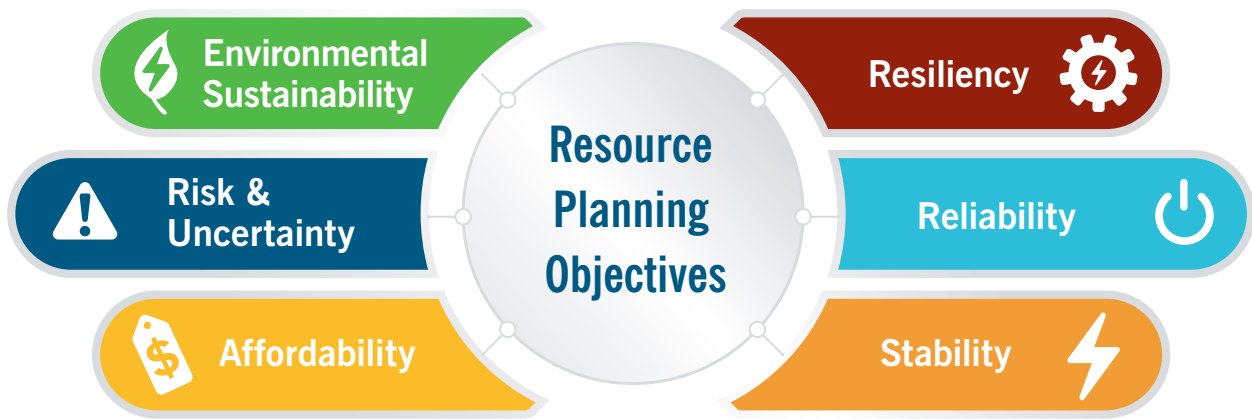 Environmental
Sustainability
Risk &
Uncertainty
Affordability
Resource
Planning
Objectives
Resiliency
Reliability
Stability